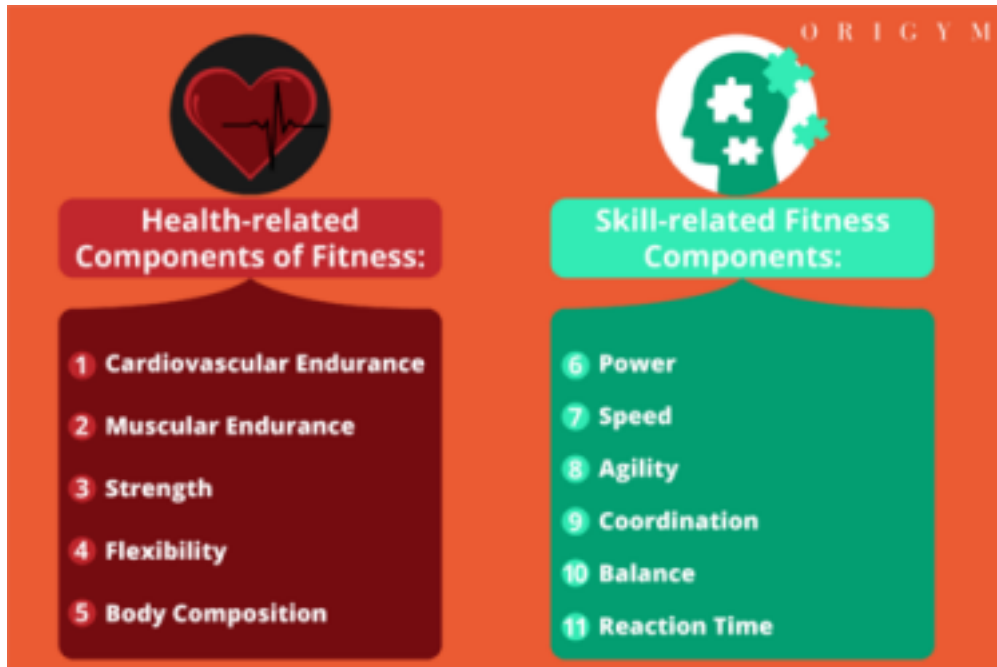 ORIGYM
Health-related
Components of Fitness:
1 Cardiovascular Endurance
2 Muscular Endurance
3 Strength
4 Flexibility
5 Body Composition
Skill-related Fitness
Components:
6 Power
7 Speed
8 Agility
9 Coordination
10 Balance
11 Reaction Time